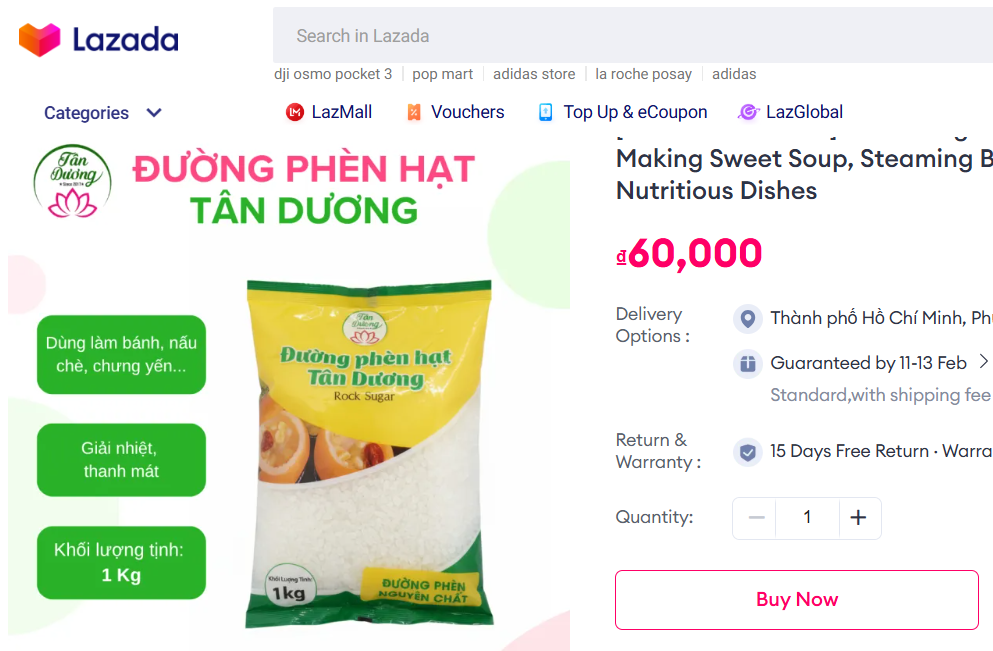 Lazada
Search in Lazada
dji osmo pocket 3 pop mart adidas store la roche posay adidas
Categories
LazMall Vouchers Top Up & eCoupon LazGlobal
Making Sweet Soup, Steaming B
Nutritious Dishes
₫60,000
Delivery
Options :
Thành phố Hồ Chí Minh, Ph
Guaranteed by 11-13 Feb
Standard,with shipping fee
Return &
Warranty :
15 Days Free Return · Warra
Quantity:
1
Buy Now
Tân
Dương
ĐƯỜNG PHÈN HẠT
TÂN DƯƠNG
Dùng làm bánh, nấu
chè, chưng yến...
Giải nhiệt,
thanh mát
Khối lượng tịnh:
1 Kg
Tân
Dương
Đường phèn hạt
Tân Dương
Rock Sugar
Khối Lượng Tịnh:
1kg
ĐƯỜNG PHÈN
NGUYÊN CHẤT